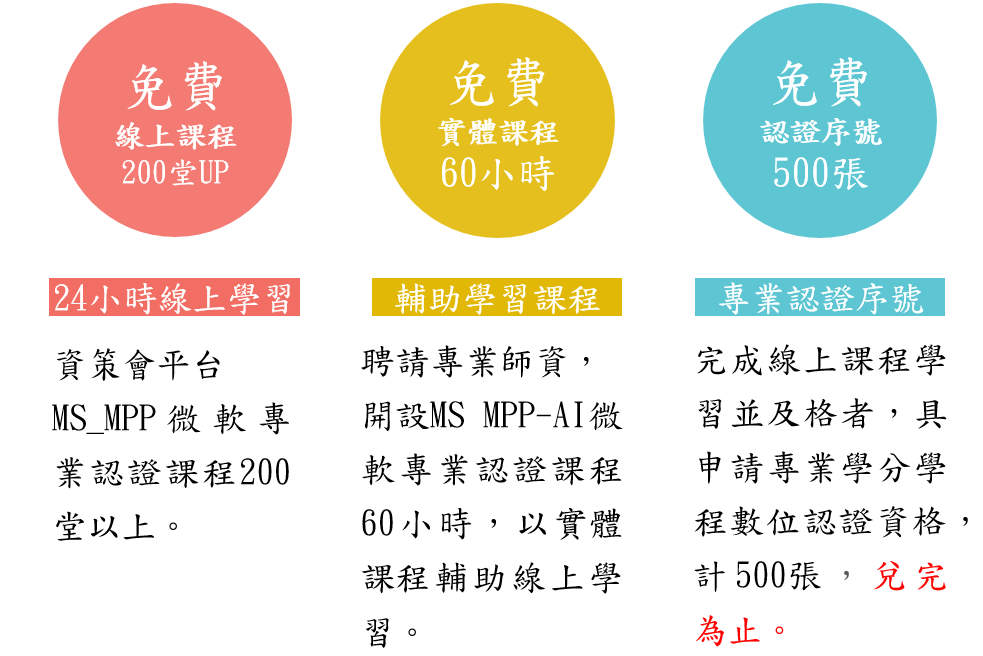 免費
線上課程
200堂UP
免費
實體課程
60小時
免費
認證序號
500張
24小時線上學習
資策會平台
MS_MPP 微軟專
業認證課程200
堂以上。
輔助學習課程
聘請專業師資，
開設MS MPP-AI微
軟專業認證課程
60小時，以實體
課程輔助線上學
習。
專業認證序號
完成線上課程學
習並及格者，具
申請專業學分學
程數位認證資格，
計500張，兌完
為止。